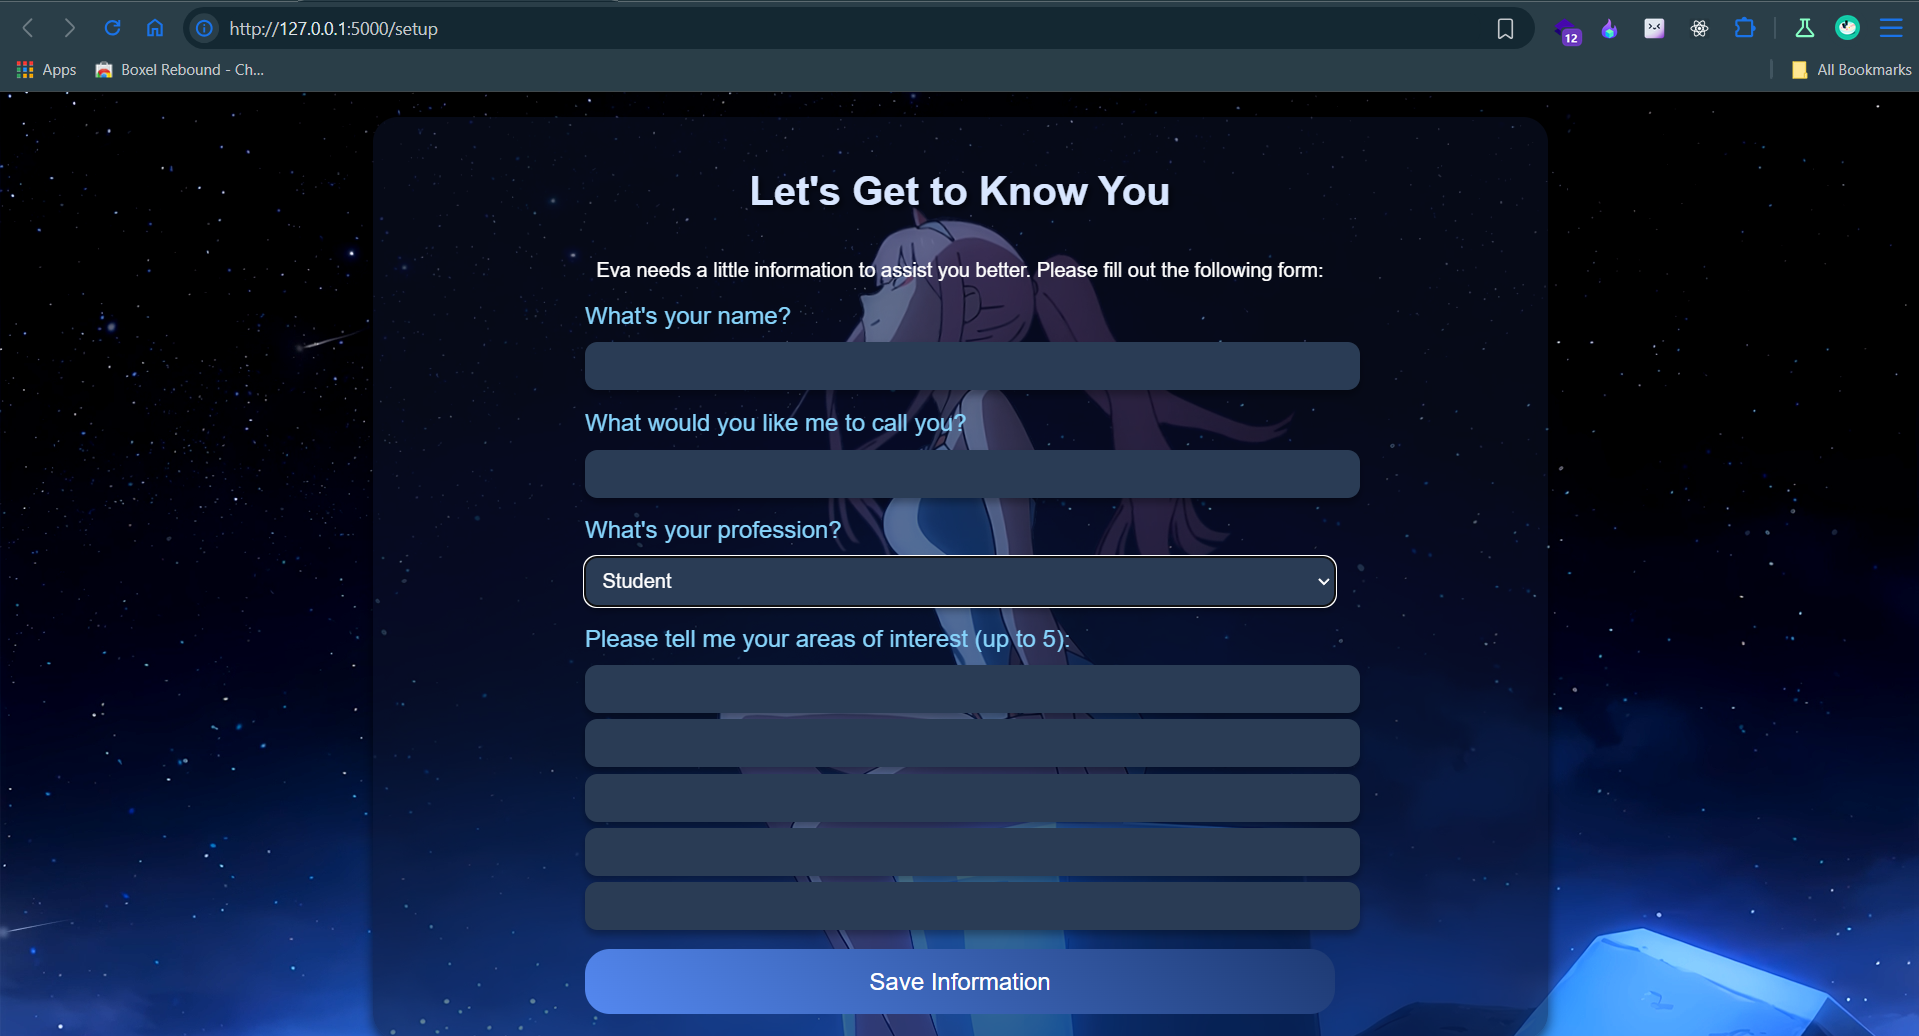 http://127.0.0.1:5000/setup
12
Apps
Boxel Rebound - Ch...
All Bookmarks
Let's Get to Know You
Eva needs a little information to assist you better. Please fill out the following form:
What's your name?
What would you like me to call you?
What's your profession?
Student
Please tell me your areas of interest (up to 5):
Save Information